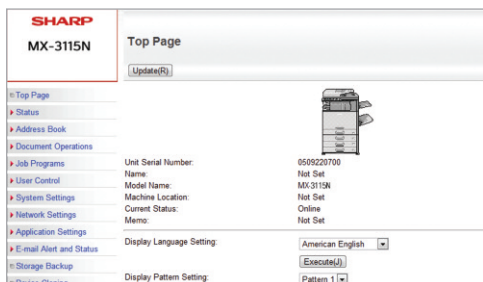 SHARP
MX-3115N
Top Page
Update(R)
Top Page
Status
Address Book
Document Operations
Job Programs
User Control
System Settings
Network Settings
Application Settings
E-mail Alert and Status
Storage Backup
Unit Serial Number: 0509220700
Name: Not Set
Model Name: MX-3115N
Machine Location: Not Set
Current Status: Online
Memo: Not Set
Display Language Setting: American English
Execute(J)
Display Pattern Setting: Pattern 1